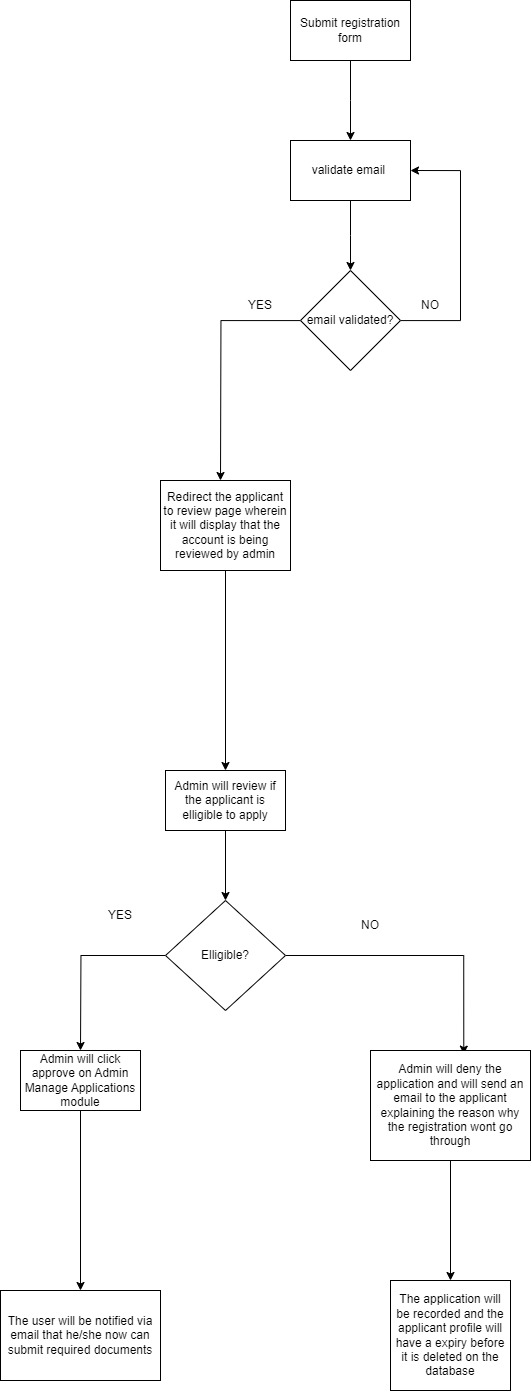 Submit registration
form
validate email
YES
NO
email validated?
Redirect the applicant
to review page wherein
it will display that the
account is being
reviewed by admin
Admin will review if
the applicant is
elligible to apply
YES
NO
Elligible?
Admin will click
approve on Admin
Manage Applications
module
Admin will deny the
application and will send an
email to the applicant
explaining the reason why
the registration wont go
through
The user will be notified via
email that he/she now can
submit required documents
The application will
be recorded and the
applicant profile will
have a expiry before
it is deleted on the
database